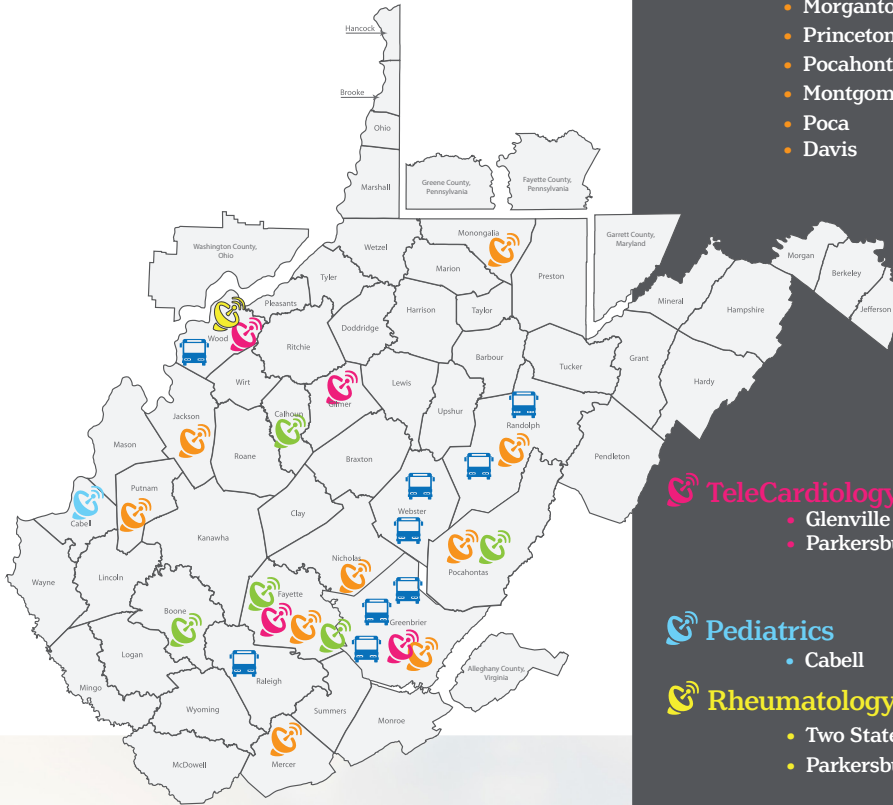 Morganto
Princeton
Pocahont
Montgom
Poca
Davis
Hancock
Brooke
Ohio
Marshall
Greene County,
Pennsylvania
Fayette County,
Pennsylvania
Washington County,
Ohio
Wetzel
Monongalia
Garrett County,
Maryland
Marion
Preston
Tyler
Pleasants
Morgan
Berkeley
Jefferson
Mineral
Hampshire
Harrison
Taylor
Doddridge
Wood
Ritchie
Barbour
Tucker
Grant
Hardy
Wirt
Lewis
Gilmer
Upshur
Calhoun
Jackson
Randolph
Mason
Roane
Braxton
Pendleton
Putnam
Webster
Clay
Cabell
Kanawha
Nicholas
Pocahontas
Wayne
Lincoln
Fayette
Boone
Greenbrier
Logan
Raleigh
Alleghany County,
Virginia
Mingo
Wyoming
Summers
Monroe
McDowell
Mercer
TeleCardiology
Glenville
Parkersbu
Pediatrics
Cabell
Rheumatology
Two State
Parkersbu